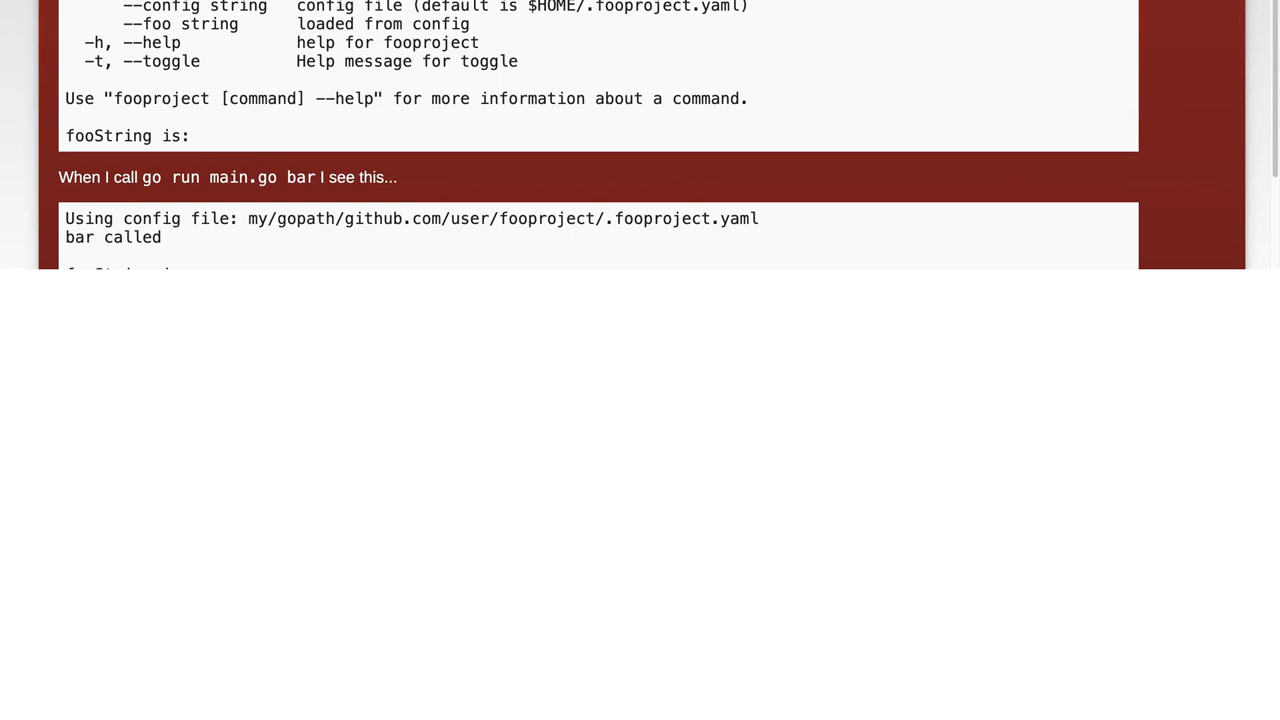 --config string   config file (default is $HOME/.fooproject.yaml)
--foo string      loaded from config
-h, --help            help for fooproject
-t, --toggle          Help message for toggle
Use "fooproject [command] --help" for more information about a command.
fooString is:
When I call go run main.go bar I see this...
Using config file: my/gopath/github.com/user/fooproject/.fooproject.yaml
bar called